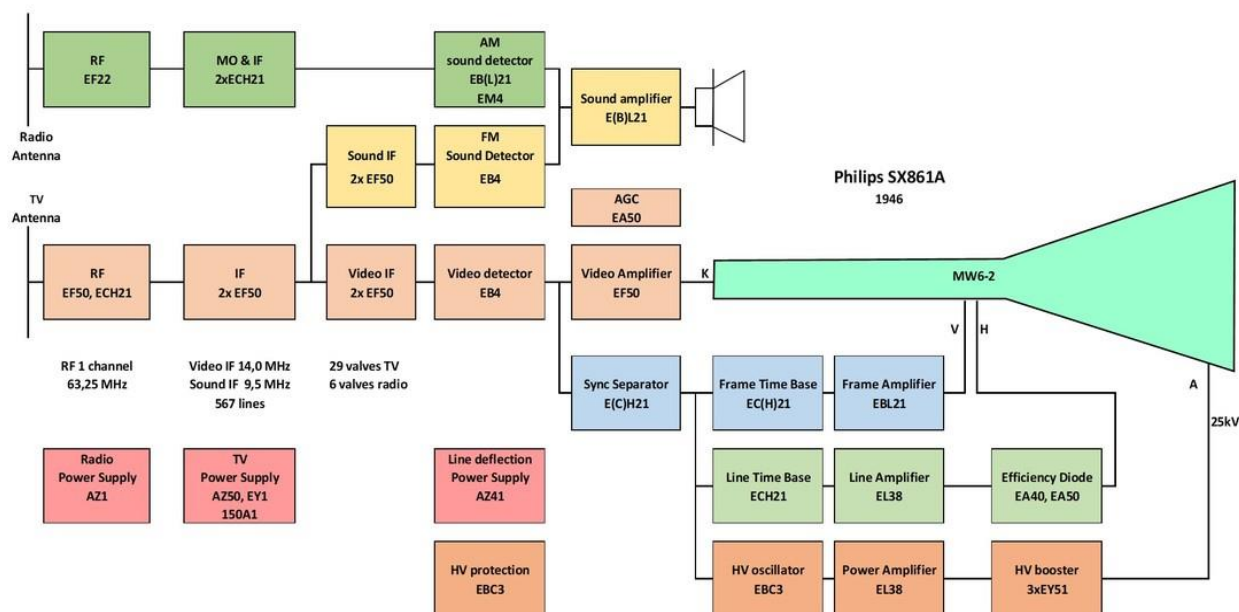 RF
EF22
MO & IF
2xECH21
AM
sound detector
EB(L)21
EM4
Sound amplifier
E(B)L21
Radio
Antenna
Sound IF
2x EF50
FM
Sound Detector
EB4
TV
Antenna
AGC
EA50
Philips SX861A
1946
RF
EF50, ECH21
IF
2x EF50
Video IF
2x EF50
Video detector
EB4
Video Amplifier
EF50
K
MW6-2
V
H
A
25kV
RF 1 channel
63,25 MHz
Video IF 14,0 MHz
Sound IF 9,5 MHz
567 lines
29 valves TV
6 valves radio
Sync Separator
E(C)H21
Frame Time Base
EC(H)21
Frame Amplifier
EBL21
Radio
Power Supply
AZ1
TV
Power Supply
AZ50, EY1
150A1
Line deflection
Power Supply
AZ41
Line Time Base
ECH21
Line Amplifier
EL38
Efficiency Diode
EA40, EA50
HV protection
EBC3
HV oscillator
EBC3
Power Amplifier
EL38
HV booster
3xEY51